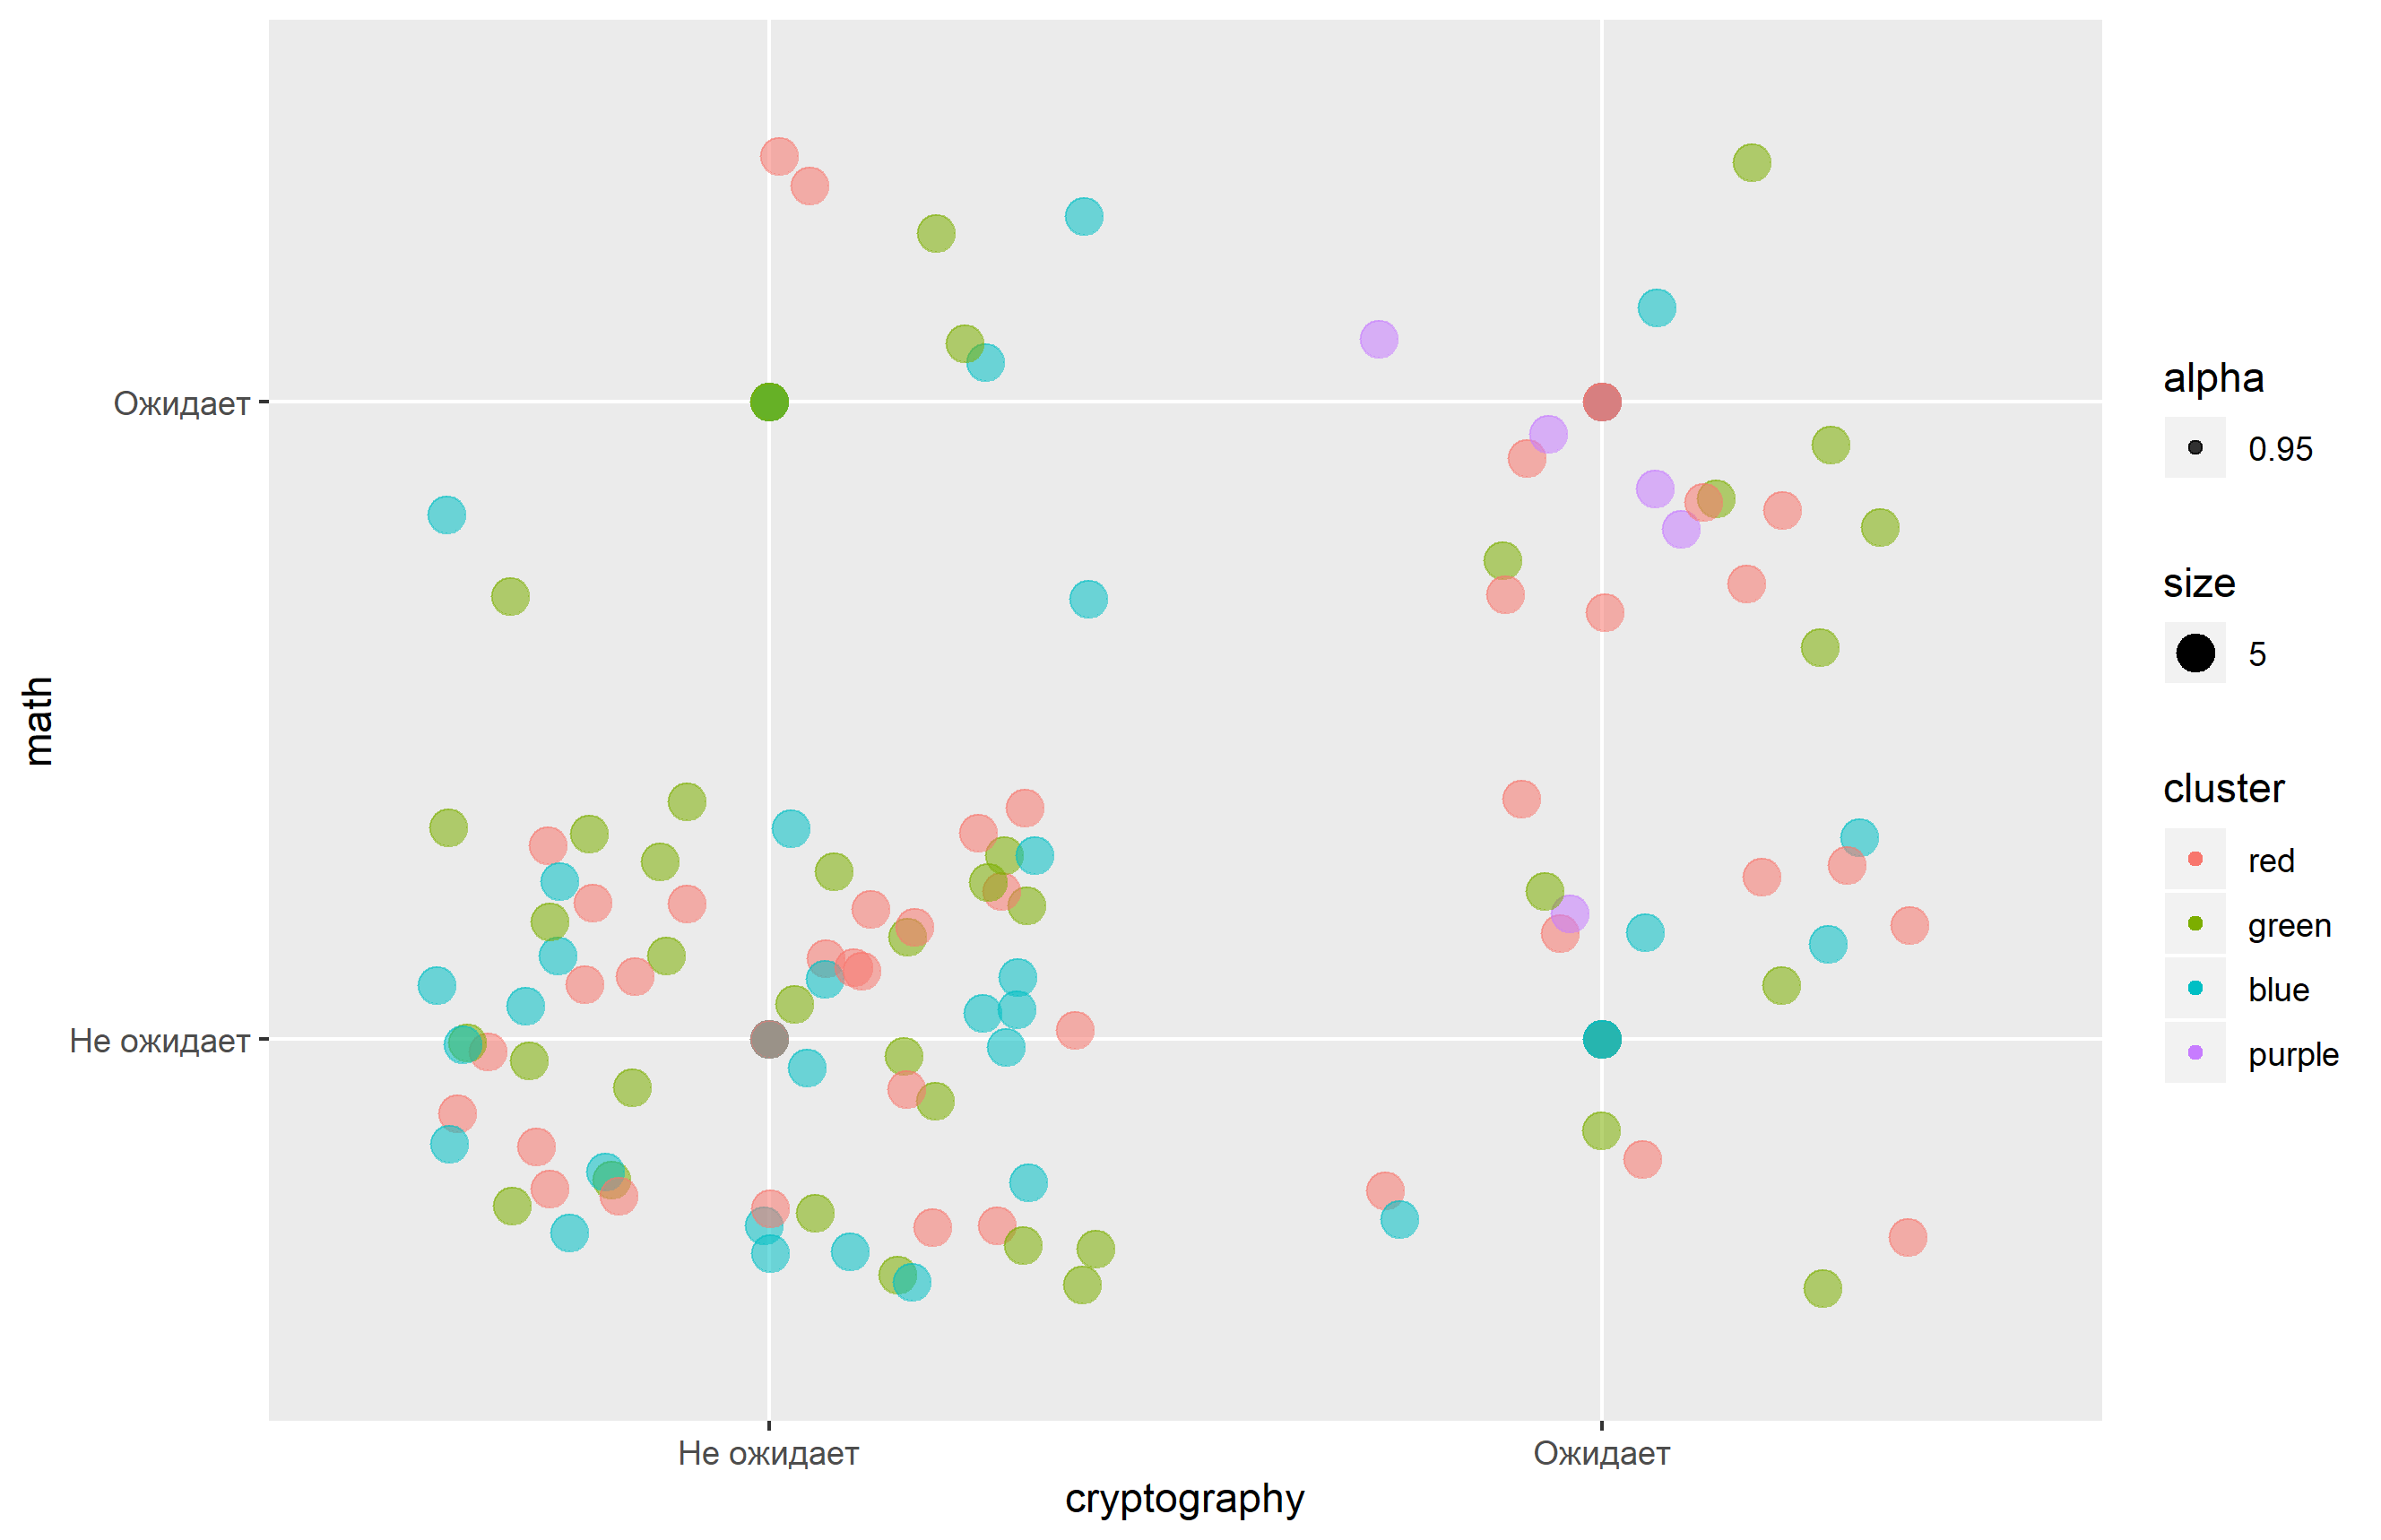 math
Ожидает
Не ожидает
Не ожидает
Ожидает
cryptography
alpha
0.95
size
5
cluster
red
green
blue
purple